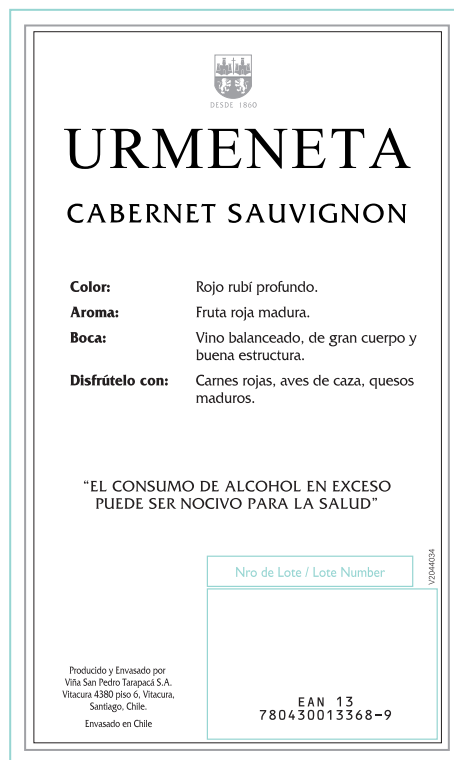 DESDE 1860
URMENETA
CABERNET SAUVIGNON
Color: Rojo rubí profundo.
Aroma: Fruta roja madura.
Boca: Vino balanceado, de gran cuerpo y
buena estructura.
Disfrútelo con: Carnes rojas, aves de caza, quesos
maduros.
“EL CONSUMO DE ALCOHOL EN EXCESO
PUEDE SER NOCIVO PARA LA SALUD”
Nro de Lote / Lote Number
V2044034
Producido y Envasado por
Viña San Pedro Tarapacá S.A.
Vitacura 4380 piso 6, Vitacura,
Santiago, Chile.
Envasado en Chile
EAN 13
780430013368-9